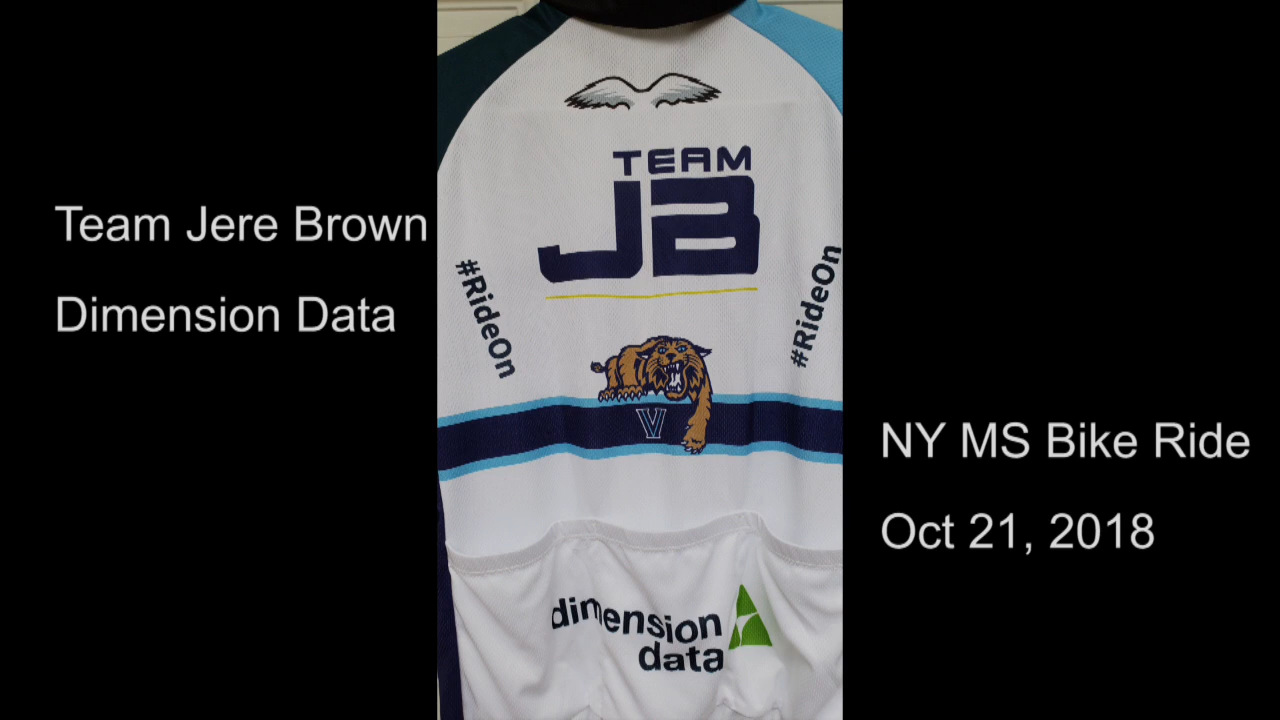 Team Jere Brown
Dimension Data
TEAM
JB
#RideOn
#RideOn
V
dimension
data
NY MS Bike Ride
Oct 21, 2018